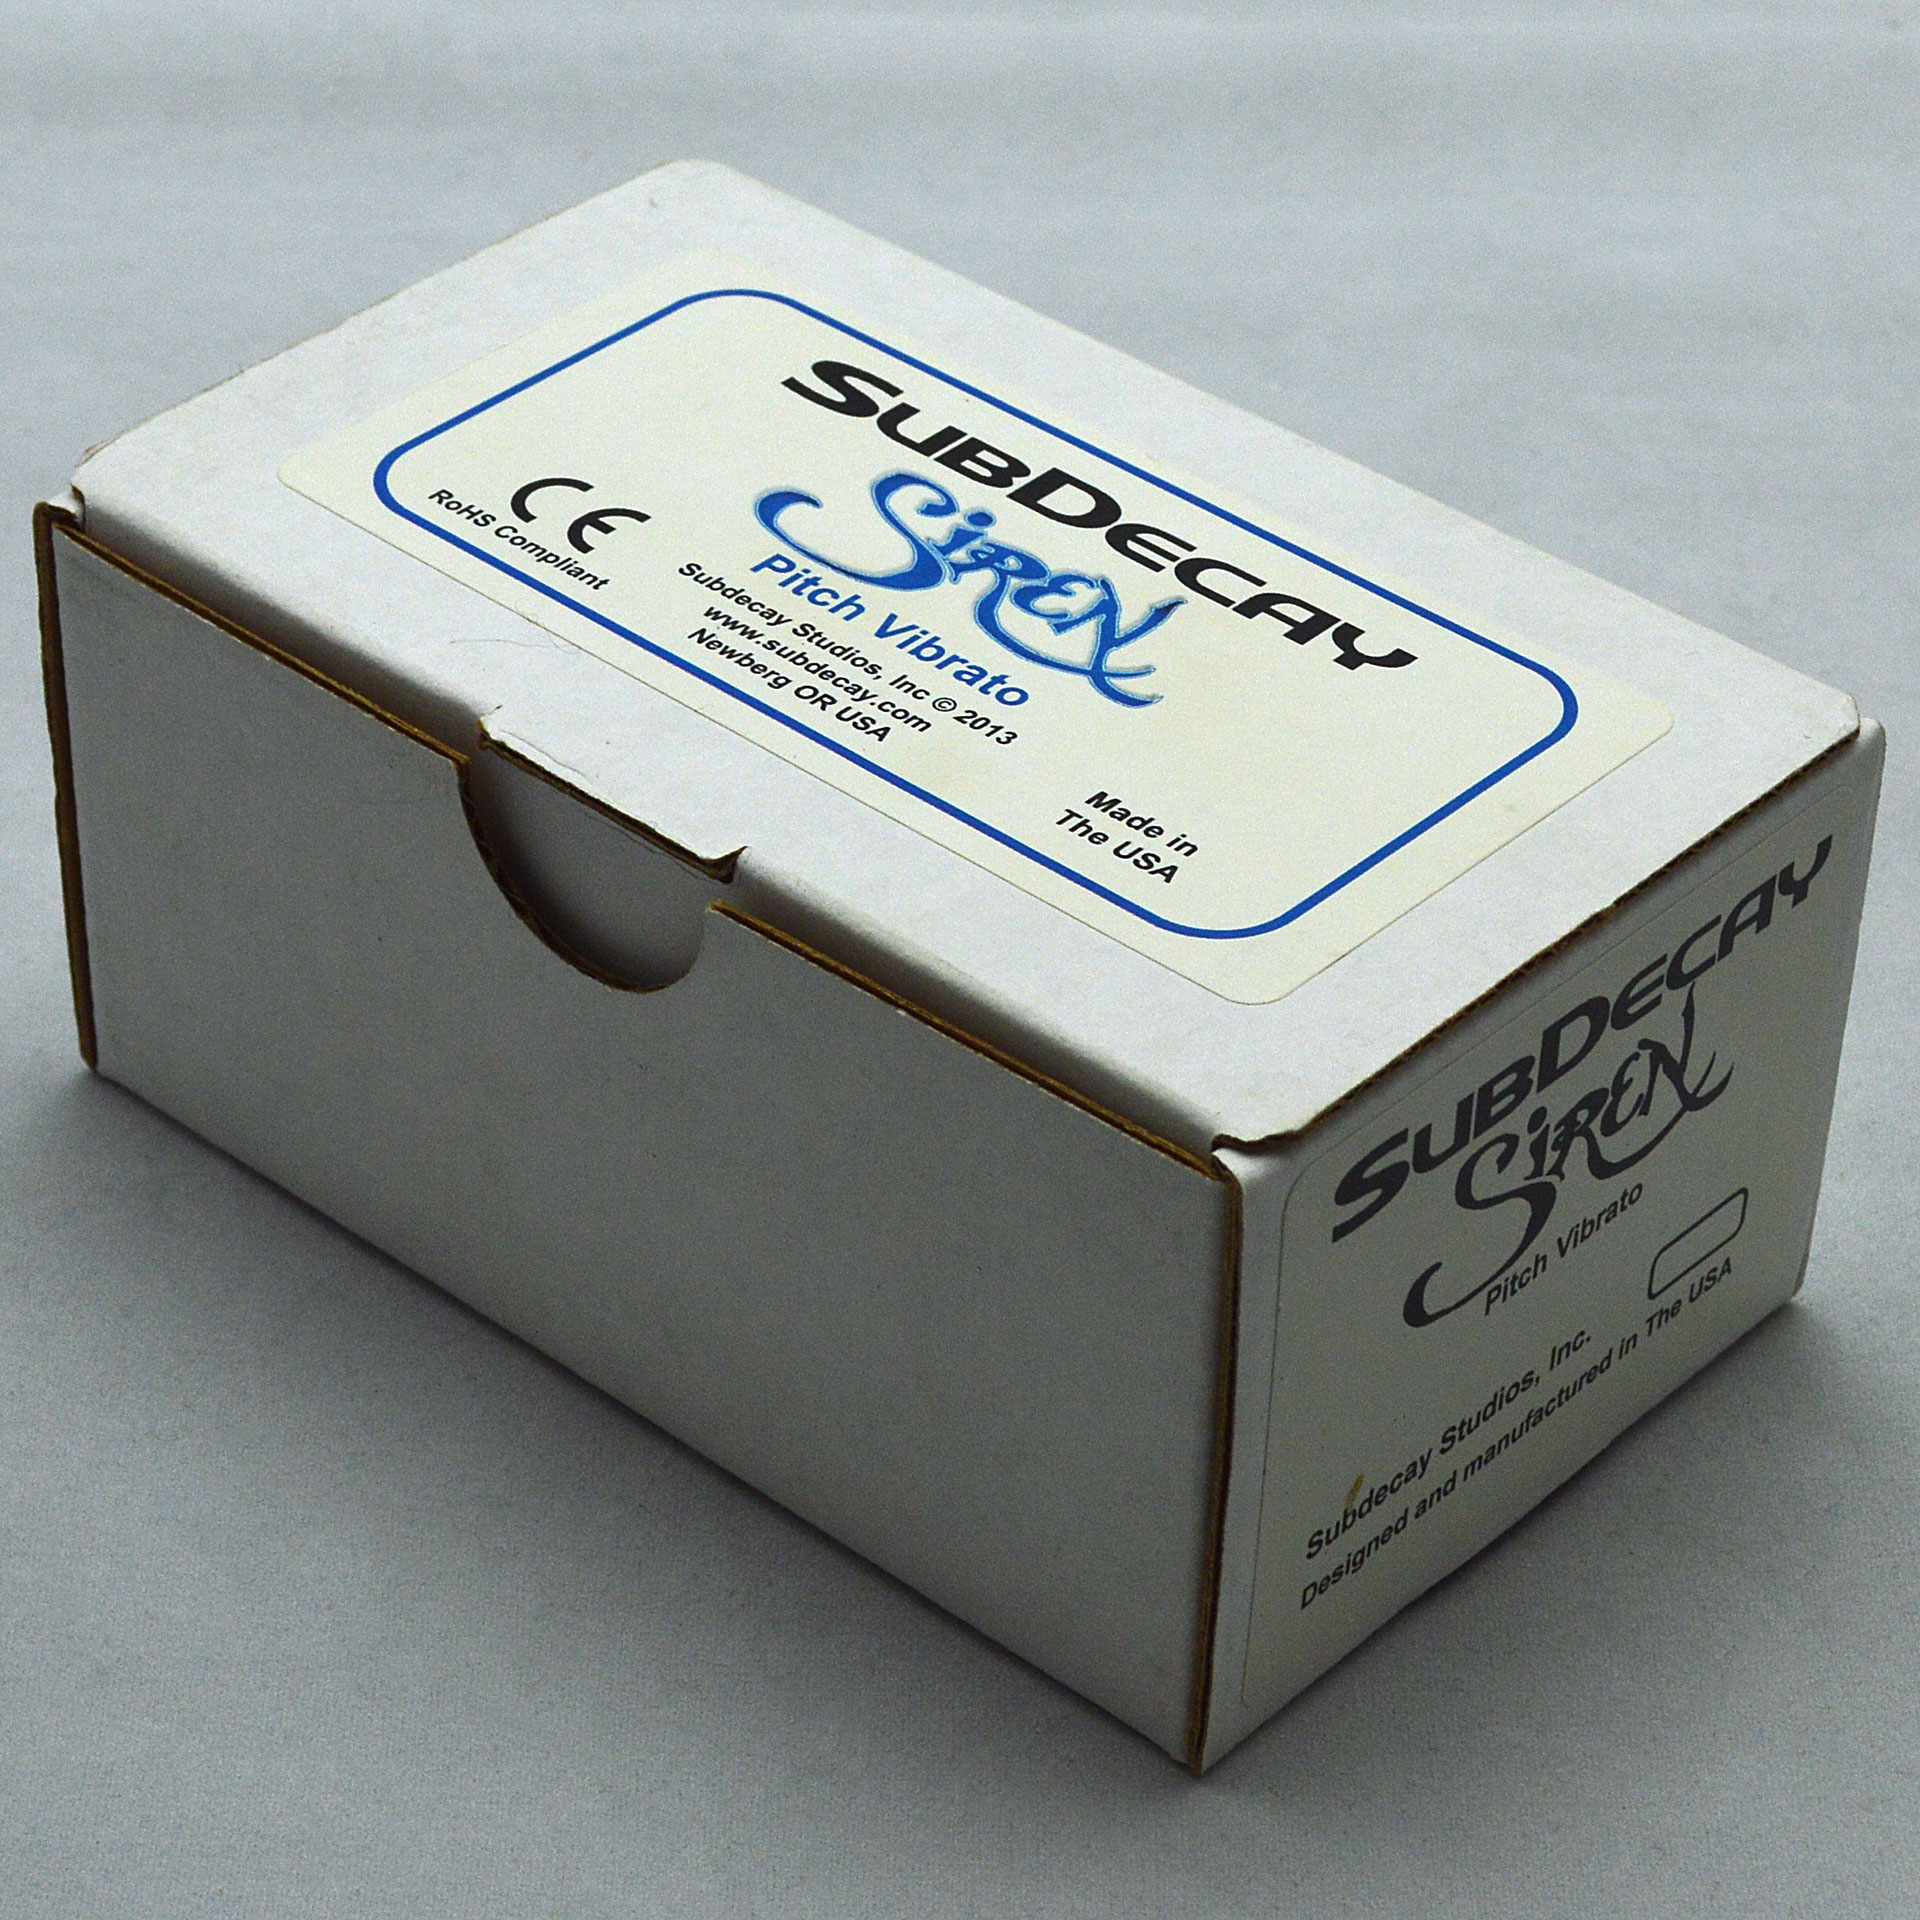 SUBDECAY
SiREN
Pitch Vibrato
Subdecay Studios, Inc © 2013
www.subdecay.com
Newberg OR USA
CE
RoHS Compliant
Made in
The USA
SUBDECAY
SiREN
Pitch Vibrato
Subdecay Studios, Inc.
Designed and manufactured in The USA